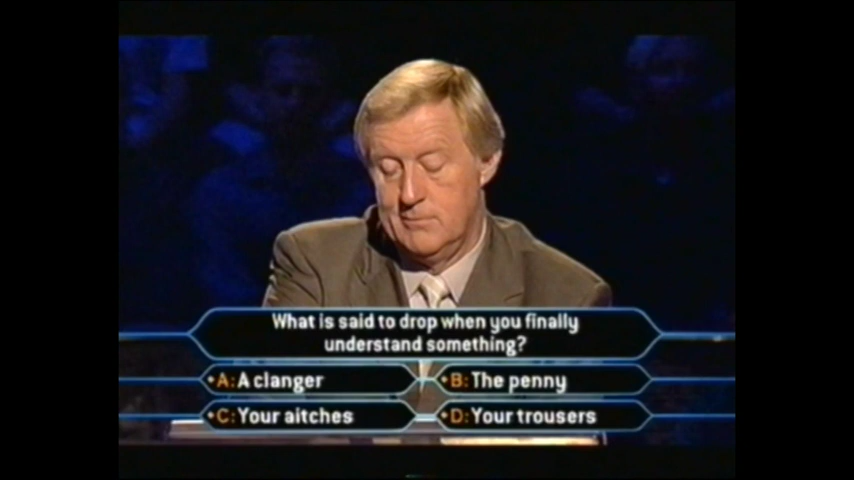 What is said to drop when you finally
understand something?
A: A clanger
B: The penny
C: Your aitches
D: Your trousers